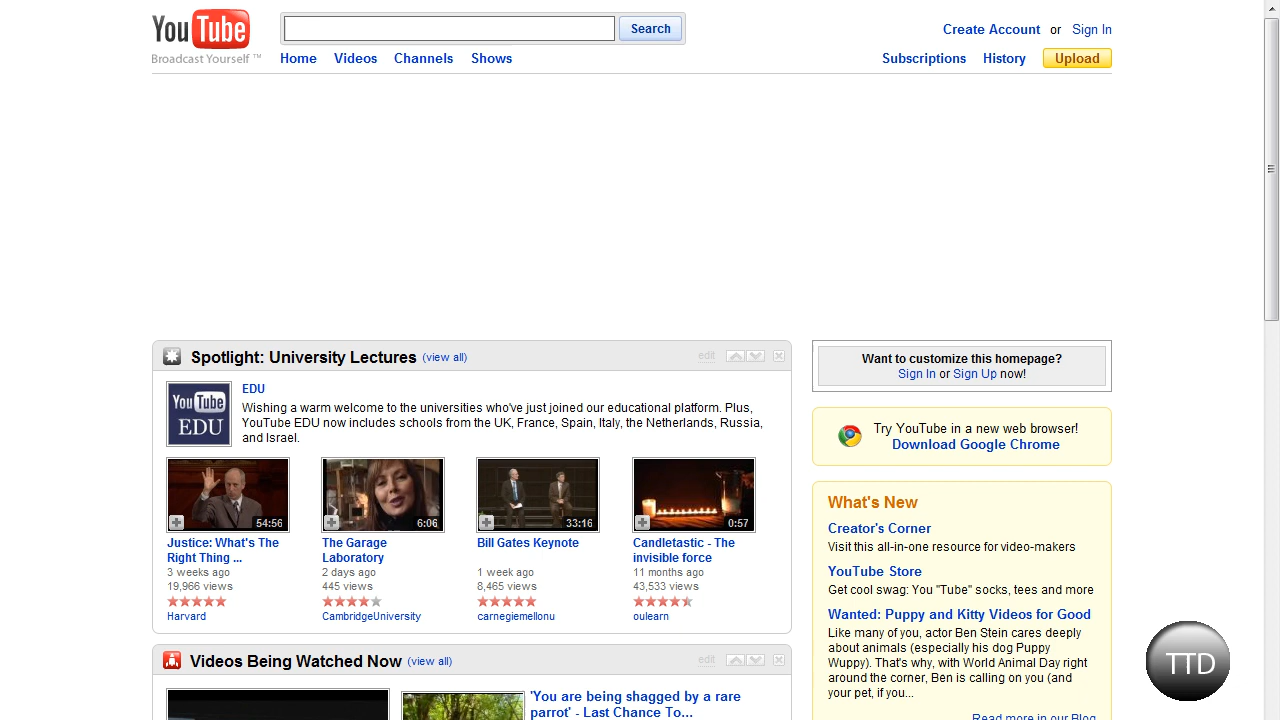 YouTube
Broadcast Yourself ™
Search
Create Account or Sign In
Home Videos Channels Shows
Subscriptions History Upload
Spotlight: University Lectures (view all)
edit
YouTube EDU
EDU
Wishing a warm welcome to the universities who've just joined our educational platform. Plus,
YouTube EDU now includes schools from the UK, France, Spain, Italy, the Netherlands, Russia,
and Israel.
54:56
6:06
33:16
0:57
Justice: What's The
Right Thing ...
3 weeks ago
19,966 views
Harvard
The Garage
Laboratory
2 days ago
445 views
CambridgeUniversity
Bill Gates Keynote
1 week ago
8,465 views
carnegiemellonu
Candletastic - The
invisible force
11 months ago
43,533 views
oulearn
Videos Being Watched Now (view all)
edit
'You are being shagged by a rare
parrot' - Last Chance To...
Want to customize this homepage?
Sign In or Sign Up now!
Try YouTube in a new web browser!
Download Google Chrome
What's New
Creator's Corner
Visit this all-in-one resource for video-makers
YouTube Store
Get cool swag: You "Tube" socks, tees and more
Wanted: Puppy and Kitty Videos for Good
Like many of you, actor Ben Stein cares deeply
about animals (especially his dog Puppy
Wuppy). That's why, with World Animal Day right
around the corner, Ben is calling on you (and
your pet, if you...
Read more in our Blog
TTD